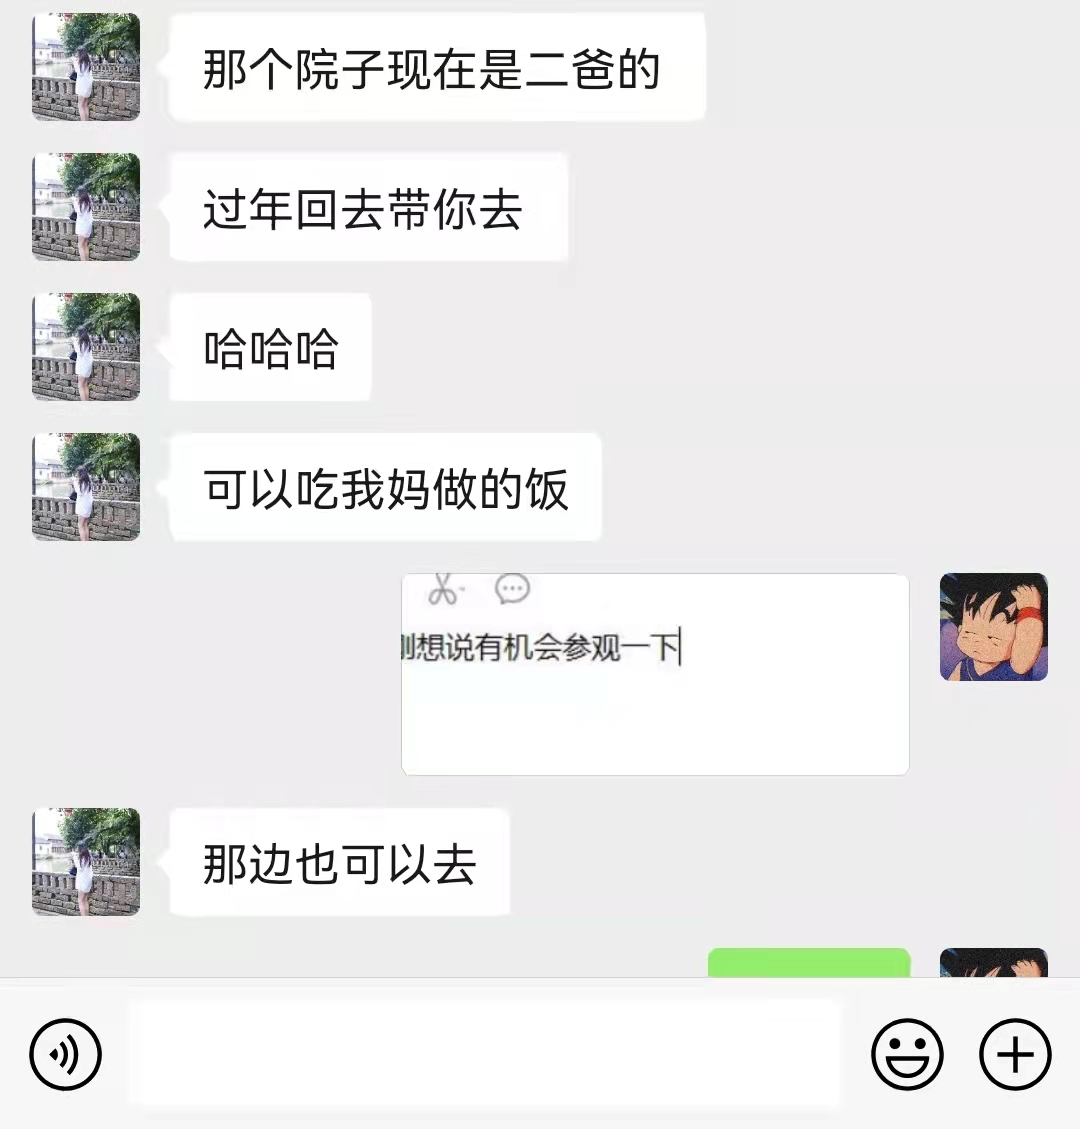 那个院子现在是二爸的
过年回去带你去
哈哈哈
可以吃我妈做的饭
刚想说有机会参观一下
那边也可以去